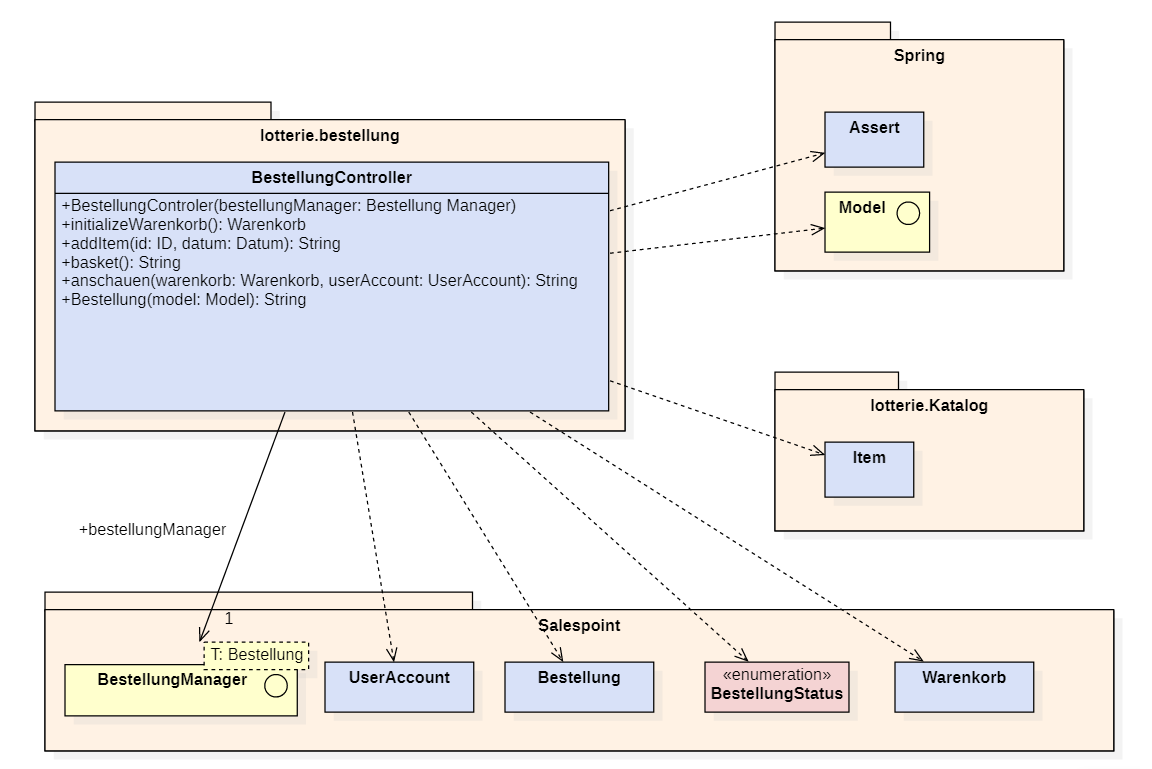 Spring
Assert
Model
lotterie.bestellung
BestellungController
+BestellungControler(bestellungManager: Bestellung Manager)
+initializeWarenkorb(): Warenkorb
+addItem(id: ID, datum: Datum): String
+basket(): String
+anschauen(warenkorb: Warenkorb, userAccount: UserAccount): String
+Bestellung(model: Model): String
lotterie.Katalog
Item
+bestellungManager
1
Salespoint
T: Bestellung
BestellungManager
UserAccount
Bestellung
«enumeration»
BestellungStatus
Warenkorb